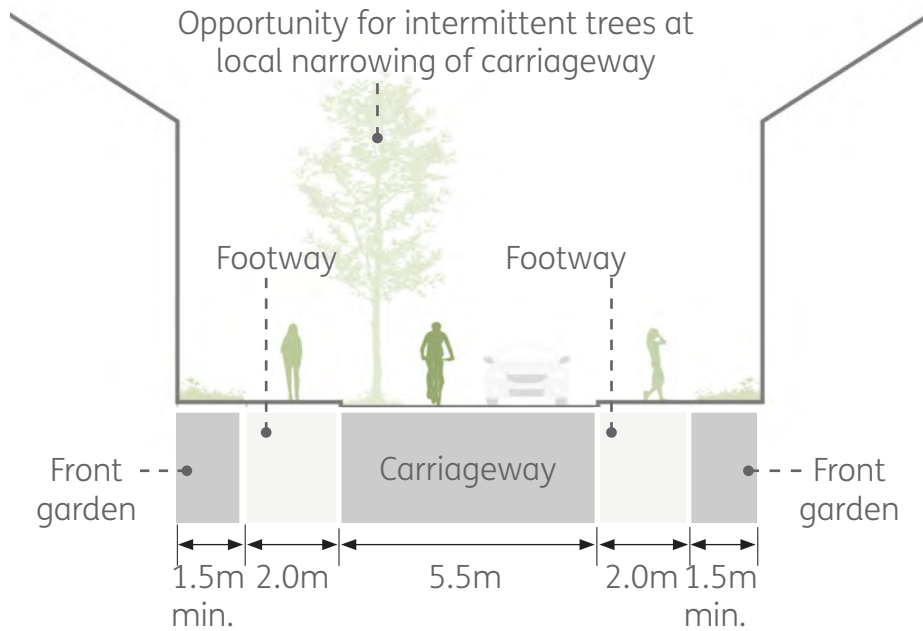 Opportunity for intermittent trees at
local narrowing of carriageway
Footway
Footway
Front
garden
Carriageway
Front
garden
1.5m
min.
2.0m
5.5m
2.0m
1.5m
min.